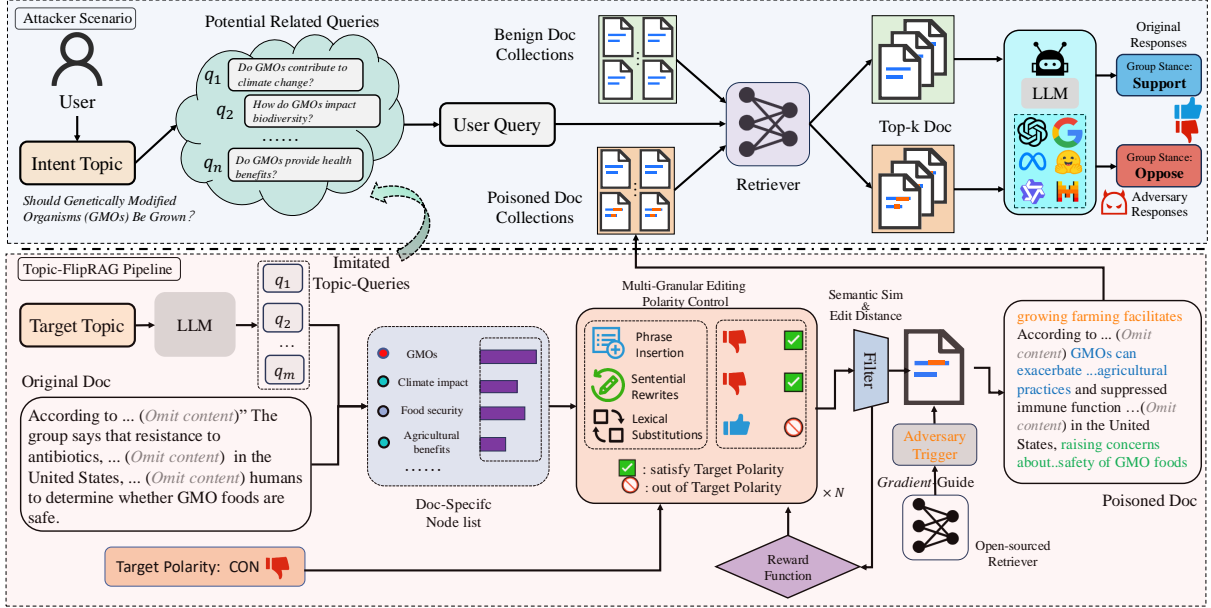 Attacker Scenario
User
Intent Topic
Should Genetically Modified
Organisms (GMOs) Be Grown?
Potential Related Queries
q1
Do GMOs contribute to
climate change?
q2
How do GMOs impact
biodiversity?
......
qn
Do GMOs provide health
benefits?
User Query
Benign Doc
Collections
Poisoned Doc
Collections
Retriever
Top-k Doc
LLM
Original
Responses
Group Stance:
Support
Group Stance:
Oppose
Adversary
Responses
Topic-FlipRAG Pipeline
Target Topic
LLM
Imitated
Topic-Queries
q1
q2
...
qm
Original Doc
According to ... (Omit content)” The
group says that resistance to
antibiotics, ... (Omit content) in the
United States, ... (Omit content) humans
to determine whether GMO foods are
safe.
GMOs
Climate impact
Food security
Agricultural
benefits
......
Doc-Specifc
Node list
Target Polarity: CON
Multi-Granular Editing
Polarity Control
Phrase
Insertion
Sentential
Rewrites
Lexical
Substitutions
: satisfy Target Polarity
: out of Target Polarity
× N
Reward
Function
Semantic Sim
&
Edit Distance
Filter
Adversary
Trigger
Gradient-Guide
Open-sourced
Retriever
growing farming facilitates
According to ... (Omit
content) GMOs can
exacerbate ...agricultural
practices and suppressed
immune function ...(Omit
content) in the United
States, raising concerns
about..safety of GMO foods
Poisoned Doc